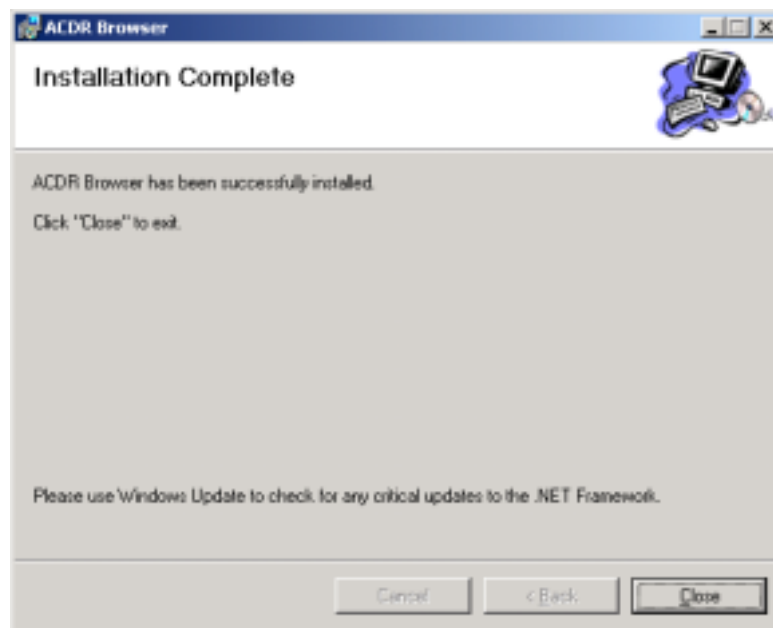 ACDR Browser
Installation Complete
ACDR Browser has been successfully installed.
Click "Close" to exit.
Please use Windows Update to check for any critical updates to the .NET Framework.
Cancel
< Back
Close